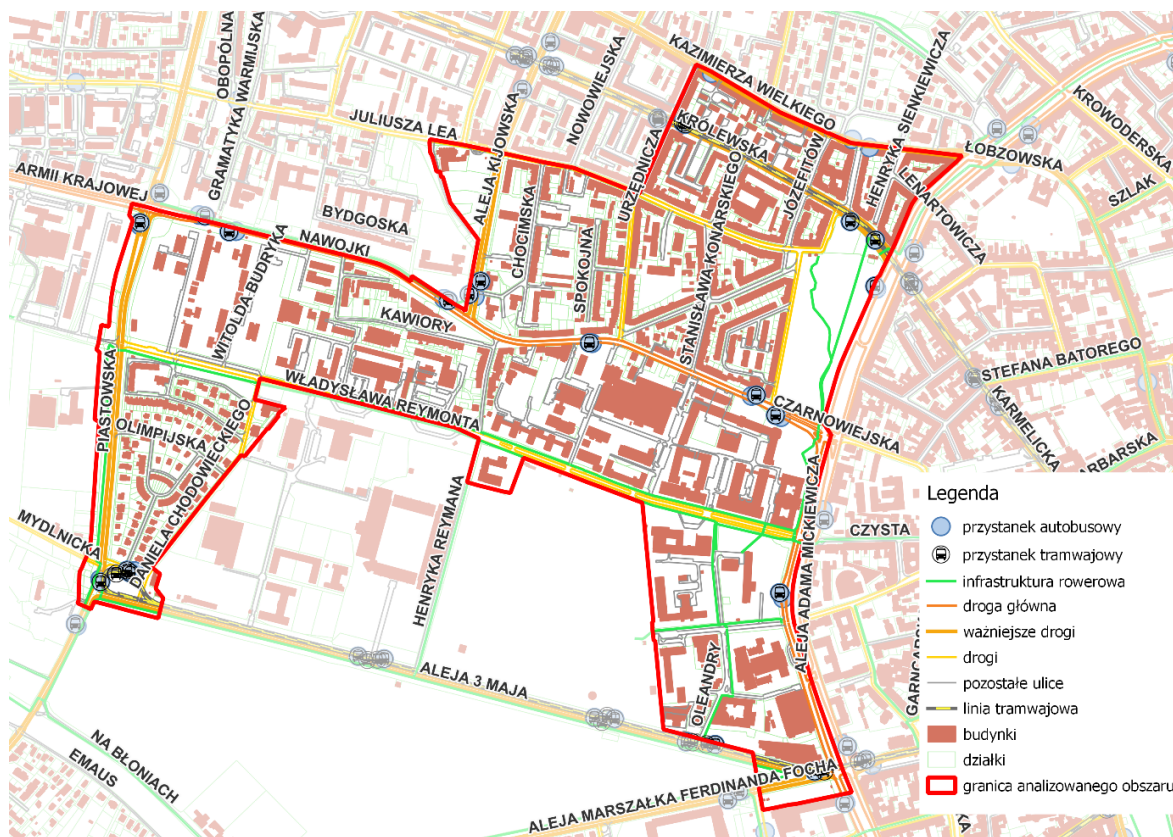 KAZIMIERZA WIELKIEGO
OBOPÓLNA
GRAMATYKA WARMIJSKA
NOWOWIEJSKA
ALEJA KIJOWSKA
JULIUSZA LEA
KRÓLEWSKA
URZĘDNICZA
JÓZEFITÓW
HENRYKA SIENKIEWICZA
KROWODERSKA
ŁOBZOWSKA
LENARTOWICZA
SZLAK
ARMII KRAJOWEJ
BYDGOSKA
NAWOJKI
CHOCIMSKA
SPOKOJNA
STANISŁAWA KONARSKIEGO
WITOLDA BUDRYKA
KAWIORY
STEFANA BATOREGO
KARMELICKA
ARBARSKA
CZARNOWIEJSKA
WŁADYSŁAWA REYMONTA
PIASTOWSKA
OLIMPIJSKA
DANIELA CHODOWIECKIEGO
HENRYKA REYMANA
MYDLNICKA
CZYSTA
ALEJA ADAMA MICKIEWICZA
ALEJA 3 MAJA
OLEANDRY
NA BŁONIACH
EMAUS
ALEJA MARSZAŁKA FERDINANDA FOCHA
Legenda
przystanek autobusowy
przystanek tramwajowy
infrastruktura rowerowa
droga główna
ważniejsze drogi
drogi
pozostałe ulice
linia tramwajowa
budynki
działki
granica analizowanego obszaru